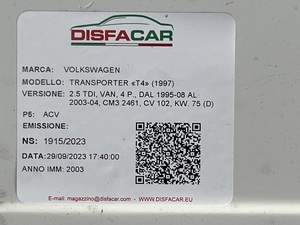 DISFACAR
MARCA: VOLKSWAGEN
MODELLO: TRANSPORTER «T4» (1997)
VERSIONE: 2.5 TDI, VAN, 4 P., DAL 1995-08 AL
2003-04, CM3 2461, CV 102, KW. 75 (D)
P5: ACV
EMISSIONE:
NS: 1915/2023
DATA:29/09/2023 17:40:00
ANNO IMM: 2003
E-mail: magazzino@disfacar.com - www.DISFACAR.EU